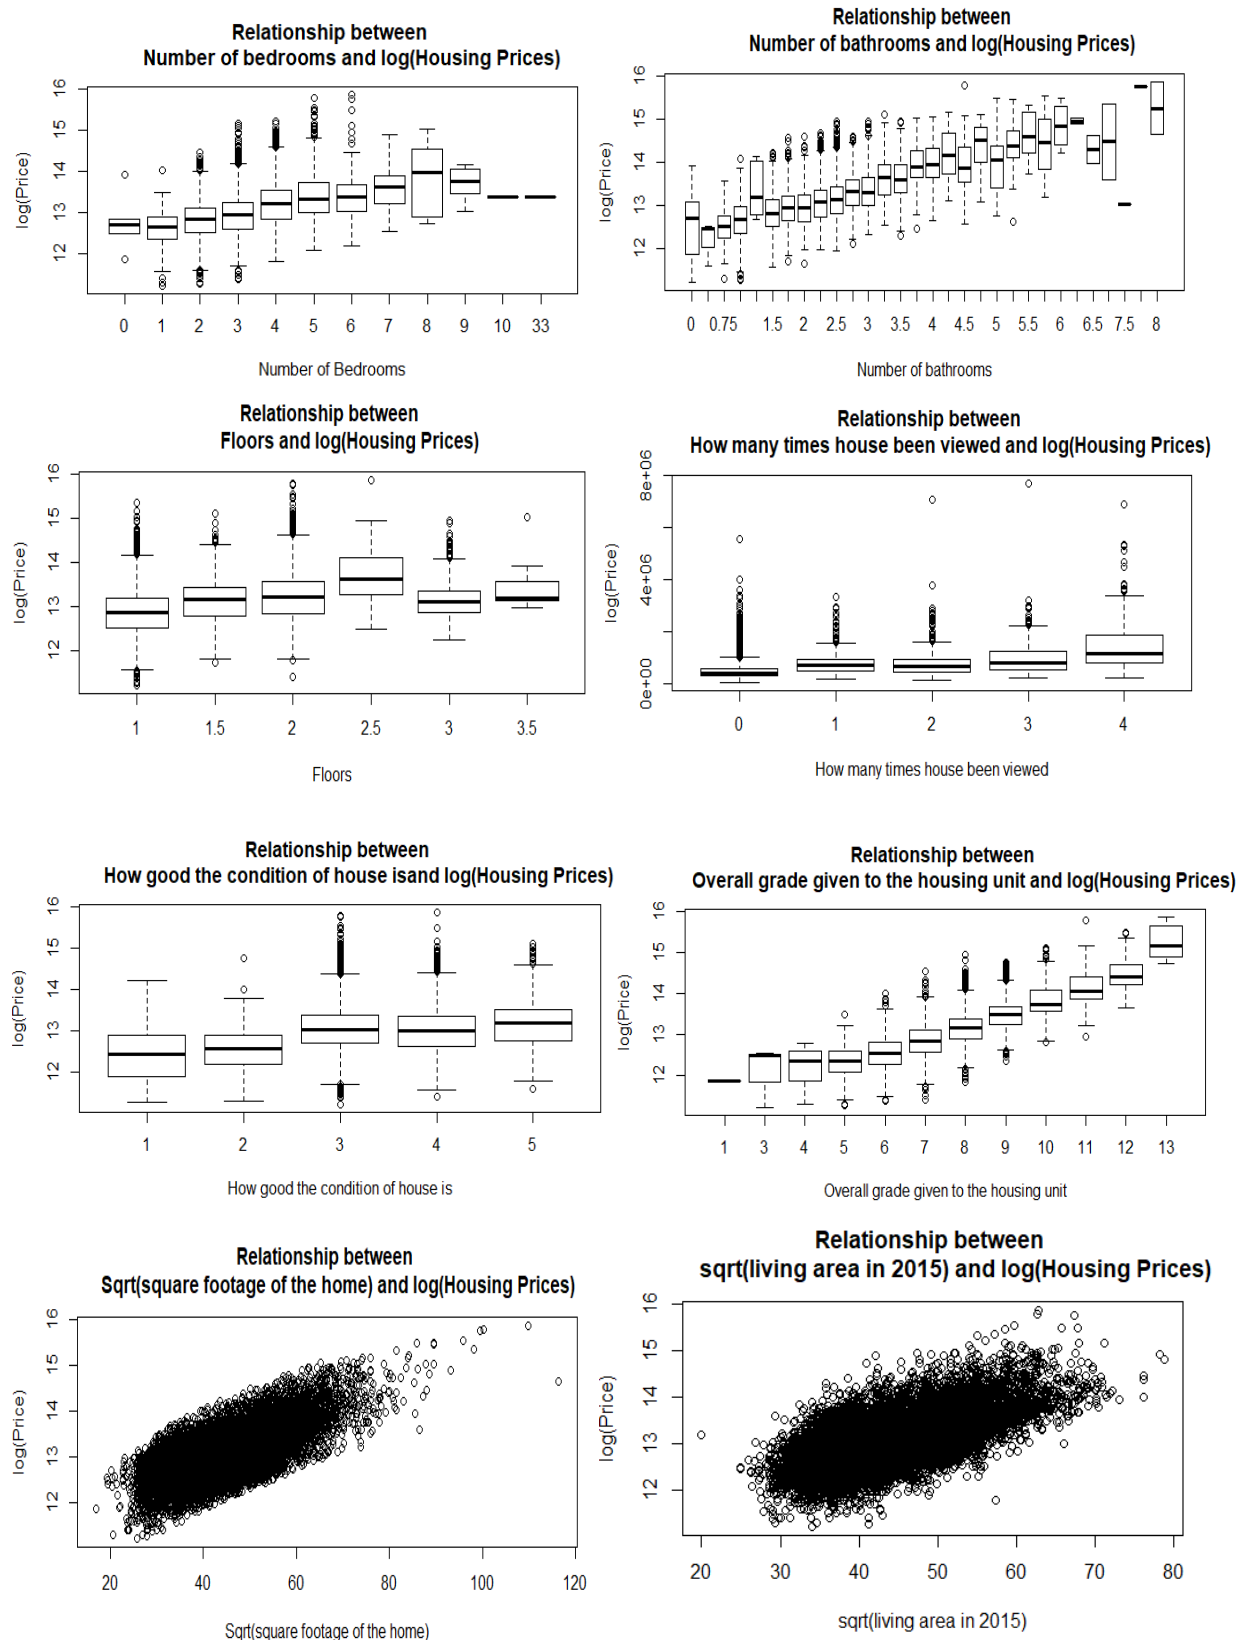 Relationship between
Number of bedrooms and log(Housing Prices)
log(Price)
16
15
14
13
12
0 1 2 3 4 5 6 7 8 9 10 33
Number of Bedrooms
Relationship between
Number of bathrooms and log(Housing Prices)
log(Price)
16
15
14
13
12
0 0.75 1.5 2 2.5 3 3.5 4 4.5 5 5.5 6 6.5 7.5 8
Number of bathrooms
Relationship between
Floors and log(Housing Prices)
log(Price)
16
15
14
13
12
1 1.5 2 2.5 3 3.5
Floors
Relationship between
How many times house been viewed and log(Housing Prices)
log(Price)
8e+06
4e+06
0e+00
0 1 2 3 4
How many times house been viewed
Relationship between
How good the condition of house isand log(Housing Prices)
log(Price)
16
15
14
13
12
1 2 3 4 5
How good the condition of house is
Relationship between
Overall grade given to the housing unit and log(Housing Prices)
log(Price)
16
15
14
13
12
1 3 4 5 6 7 8 9 10 11 12 13
Overall grade given to the housing unit
Relationship between
Sqrt(square footage of the home) and log(Housing Prices)
log(Price)
16
15
14
13
12
20 40 60 80 100 120
Sqrt(square footage of the home)
Relationship between
sqrt(living area in 2015) and log(Housing Prices)
log(Price)
16
15
14
13
12
20 30 40 50 60 70 80
sqrt(living area in 2015)